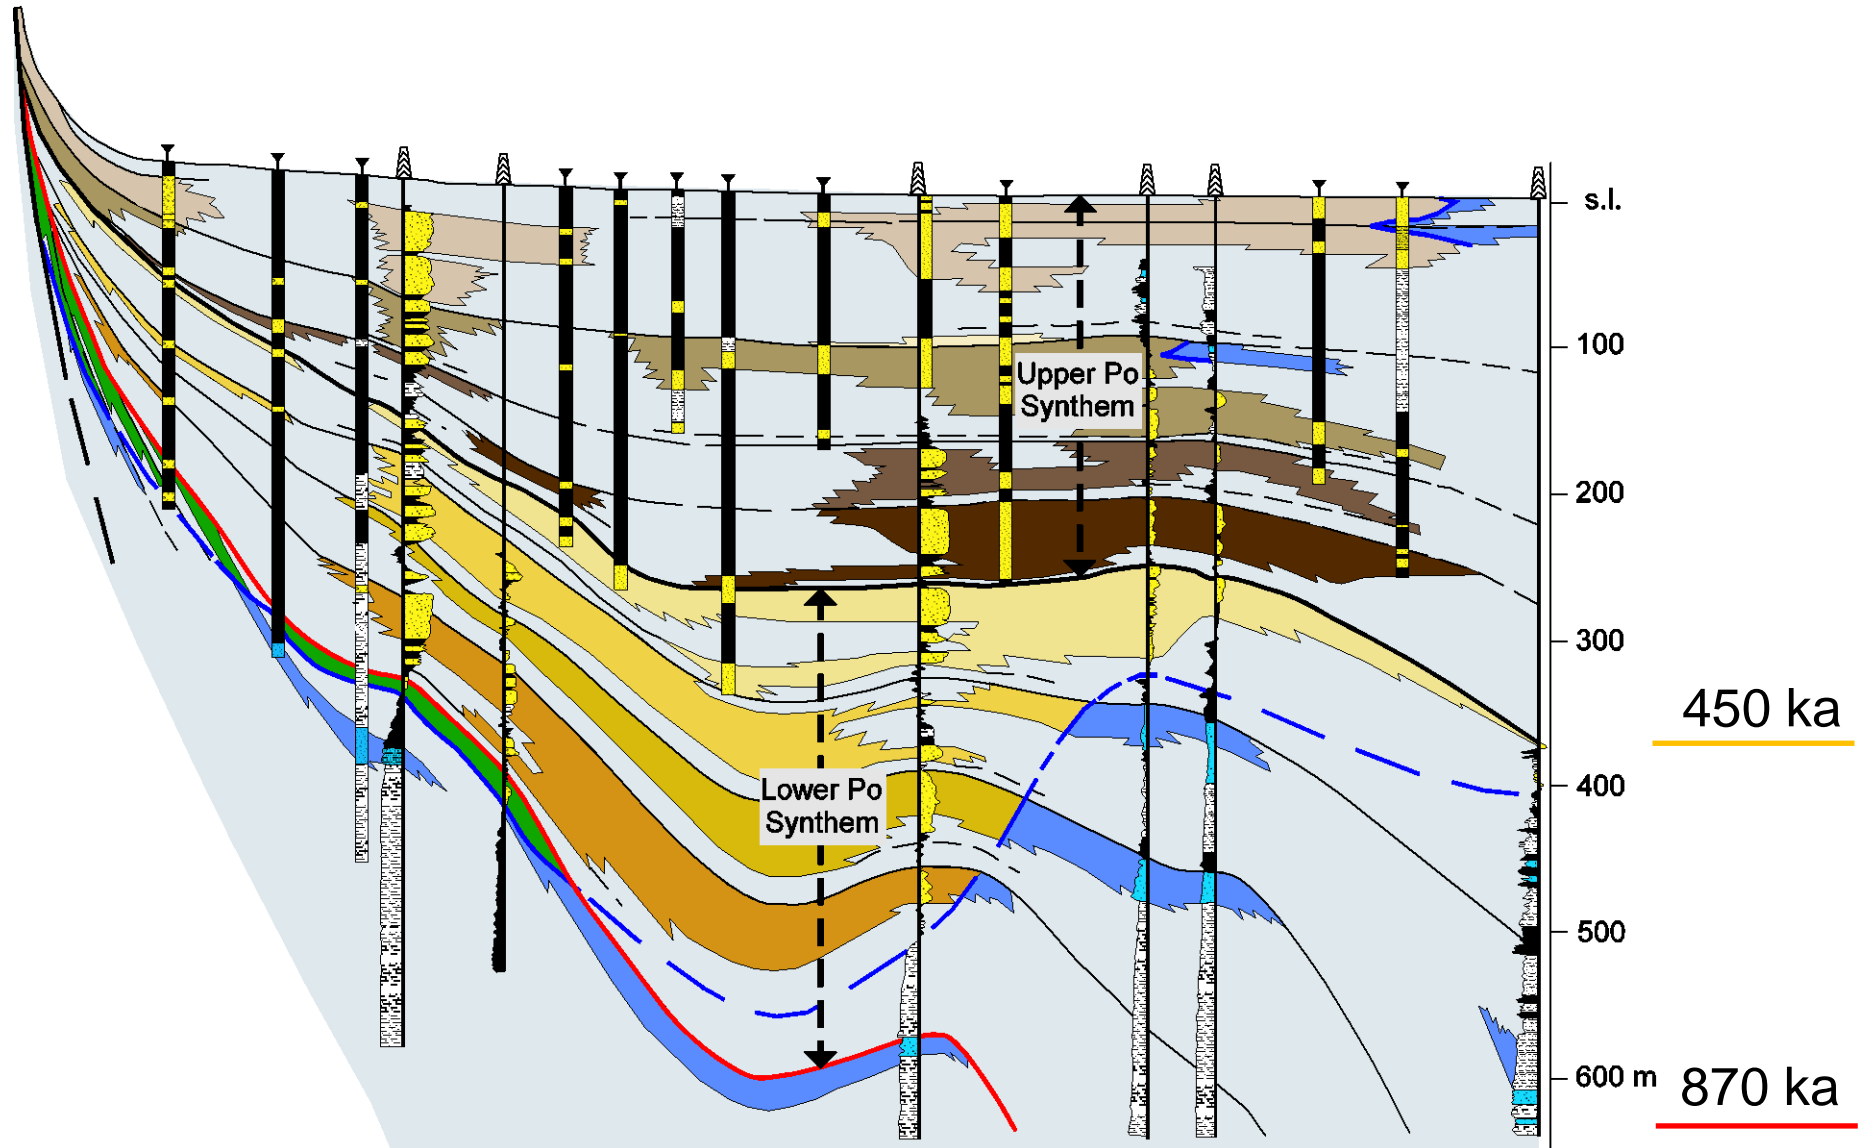 s.l.
100
Upper Po
Synthem
200
300
450 ka
400
Lower Po
Synthem
500
600 m
870 ka